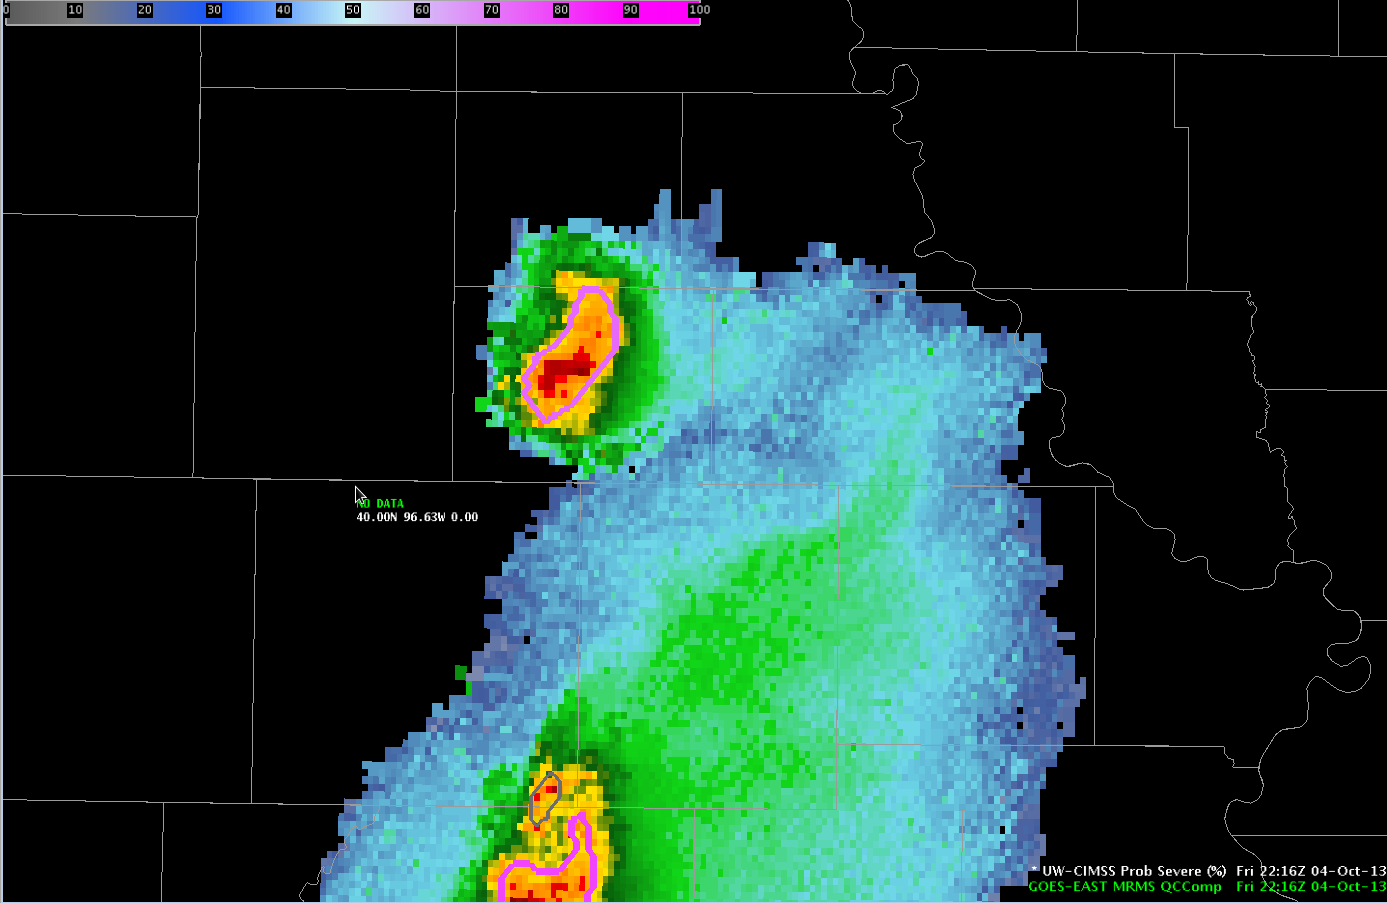 0 10 20 30 40 50 60 70 80 90 100
NO DATA
40.00N 96.63W 0.00
* UW-CIMSS Prob Severe (%) Fri 22:16Z 04-Oct-13
GOES-EAST MRMS QCComp Fri 22:16Z 04-Oct-13